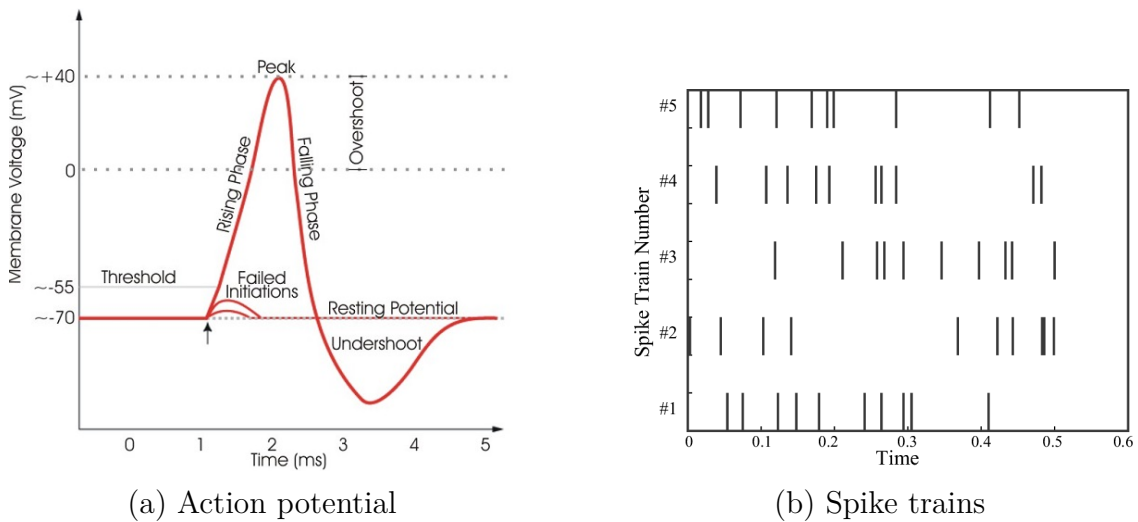 Membrane Voltage (mV)
~+40
0
~-55
~-70
Peak
Overshoot
Rising Phase
Falling Phase
Threshold
Failed
Initiations
Resting Potential
Undershoot
0 1 2 3 4 5
Time (ms)
(a) Action potential
Spike Train Number
#5
#4
#3
#2
#1
0 0.1 0.2 0.3 0.4 0.5 0.6
Time
(b) Spike trains